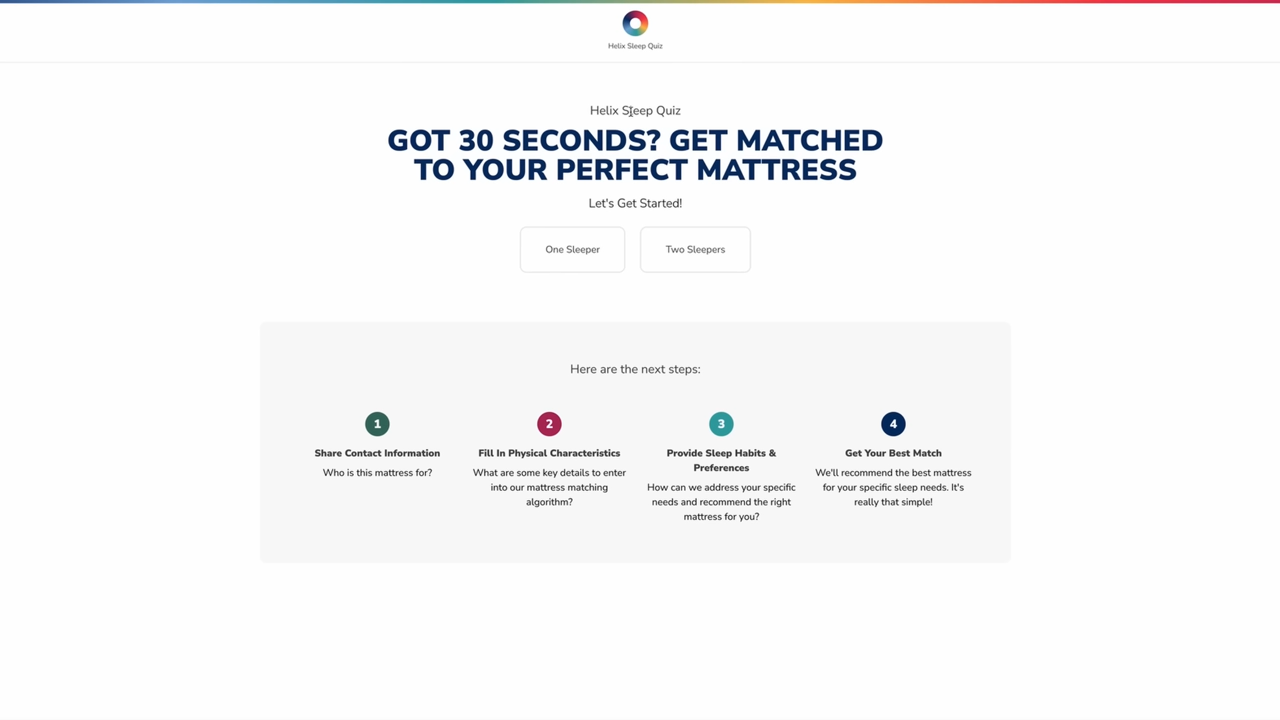 Helix Sleep Quiz
Helix Sleep Quiz
GOT 30 SECONDS? GET MATCHED
TO YOUR PERFECT MATTRESS
Let's Get Started!
One Sleeper
Two Sleepers
Here are the next steps:
1
Share Contact Information
Who is this mattress for?
2
Fill In Physical Characteristics
What are some key details to enter
into our mattress matching
algorithm?
3
Provide Sleep Habits &
Preferences
How can we address your specific
needs and recommend the right
mattress for you?
4
Get Your Best Match
We'll recommend the best mattress
for your specific sleep needs. It's
really that simple!